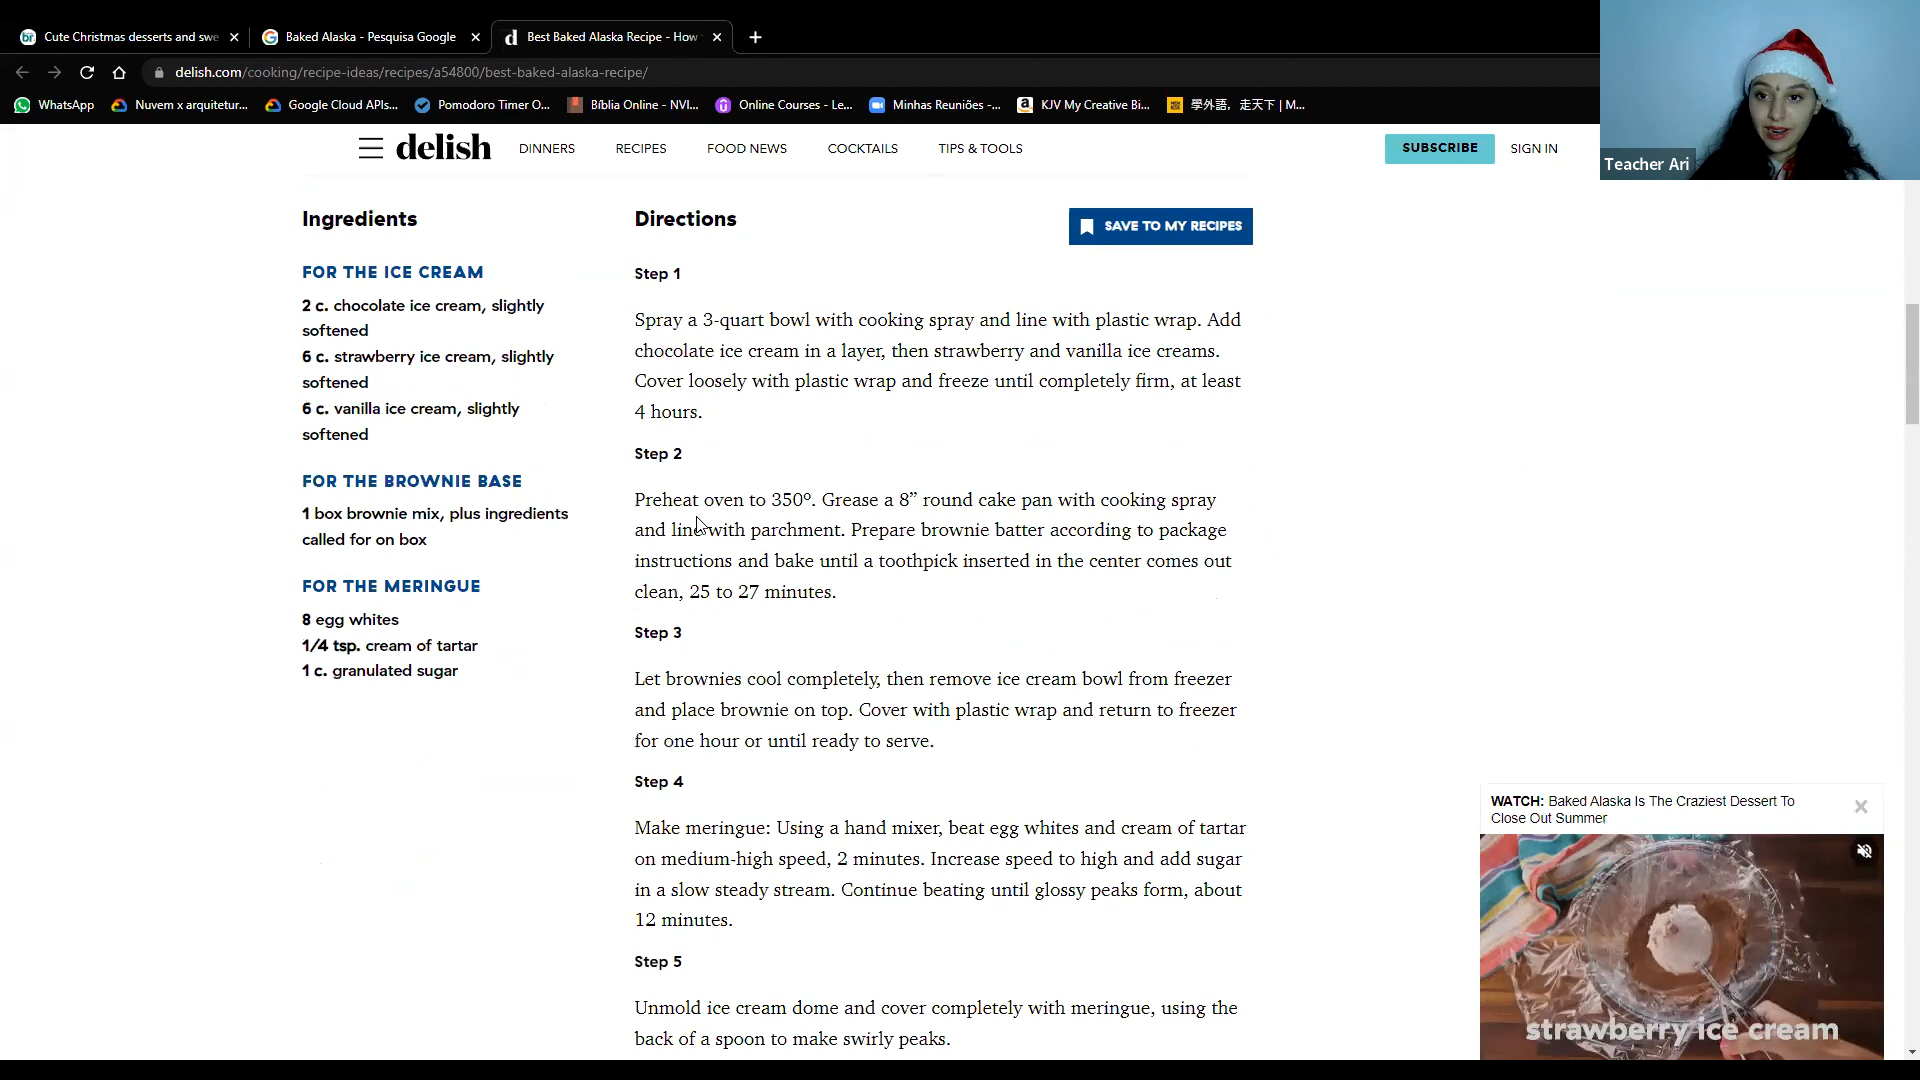 Cute Christmas desserts and swe
Baked Alaska - Pesquisa Google
Best Baked Alaska Recipe - How
delish.com/cooking/recipe-ideas/recipes/a54800/best-baked-alaska-recipe/
WhatsApp
Nuvem x arquitetur...
Google Cloud APIs...
Pomodoro Timer O...
Bíblia Online - NVI...
Online Courses - Le...
Minhas Reuniões -...
KJV My Creative Bi...
學外語，走天下 | M...
Teacher Ari
delish
DINNERS
RECIPES
FOOD NEWS
COCKTAILS
TIPS & TOOLS
SUBSCRIBE
SIGN IN
Ingredients
FOR THE ICE CREAM
2 c. chocolate ice cream, slightly
softened
6 c. strawberry ice cream, slightly
softened
6 c. vanilla ice cream, slightly
softened
FOR THE BROWNIE BASE
1 box brownie mix, plus ingredients
called for on box
FOR THE MERINGUE
8 egg whites
1/4 tsp. cream of tartar
1 c. granulated sugar
Directions
SAVE TO MY RECIPES
Step 1
Spray a 3-quart bowl with cooking spray and line with plastic wrap. Add
chocolate ice cream in a layer, then strawberry and vanilla ice creams.
Cover loosely with plastic wrap and freeze until completely firm, at least
4 hours.
Step 2
Preheat oven to 350º. Grease a 8” round cake pan with cooking spray
and line with parchment. Prepare brownie batter according to package
instructions and bake until a toothpick inserted in the center comes out
clean, 25 to 27 minutes.
Step 3
Let brownies cool completely, then remove ice cream bowl from freezer
and place brownie on top. Cover with plastic wrap and return to freezer
for one hour or until ready to serve.
Step 4
Make meringue: Using a hand mixer, beat egg whites and cream of tartar
on medium-high speed, 2 minutes. Increase speed to high and add sugar
in a slow steady stream. Continue beating until glossy peaks form, about
12 minutes.
Step 5
Unmold ice cream dome and cover completely with meringue, using the
back of a spoon to make swirly peaks.
WATCH: Baked Alaska Is The Craziest Dessert To
Close Out Summer
strawberry ice cream